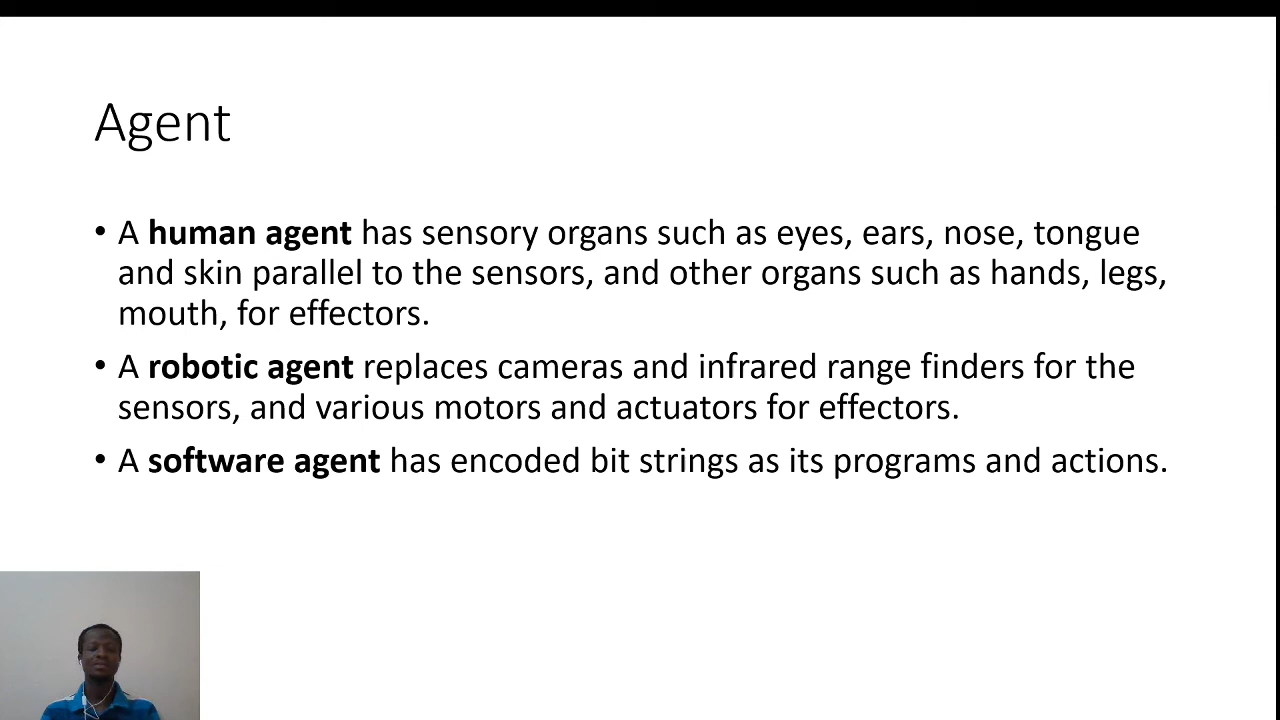 Agent
• A human agent has sensory organs such as eyes, ears, nose, tongue
and skin parallel to the sensors, and other organs such as hands, legs,
mouth, for effectors.
• A robotic agent replaces cameras and infrared range finders for the
sensors, and various motors and actuators for effectors.
• A software agent has encoded bit strings as its programs and actions.